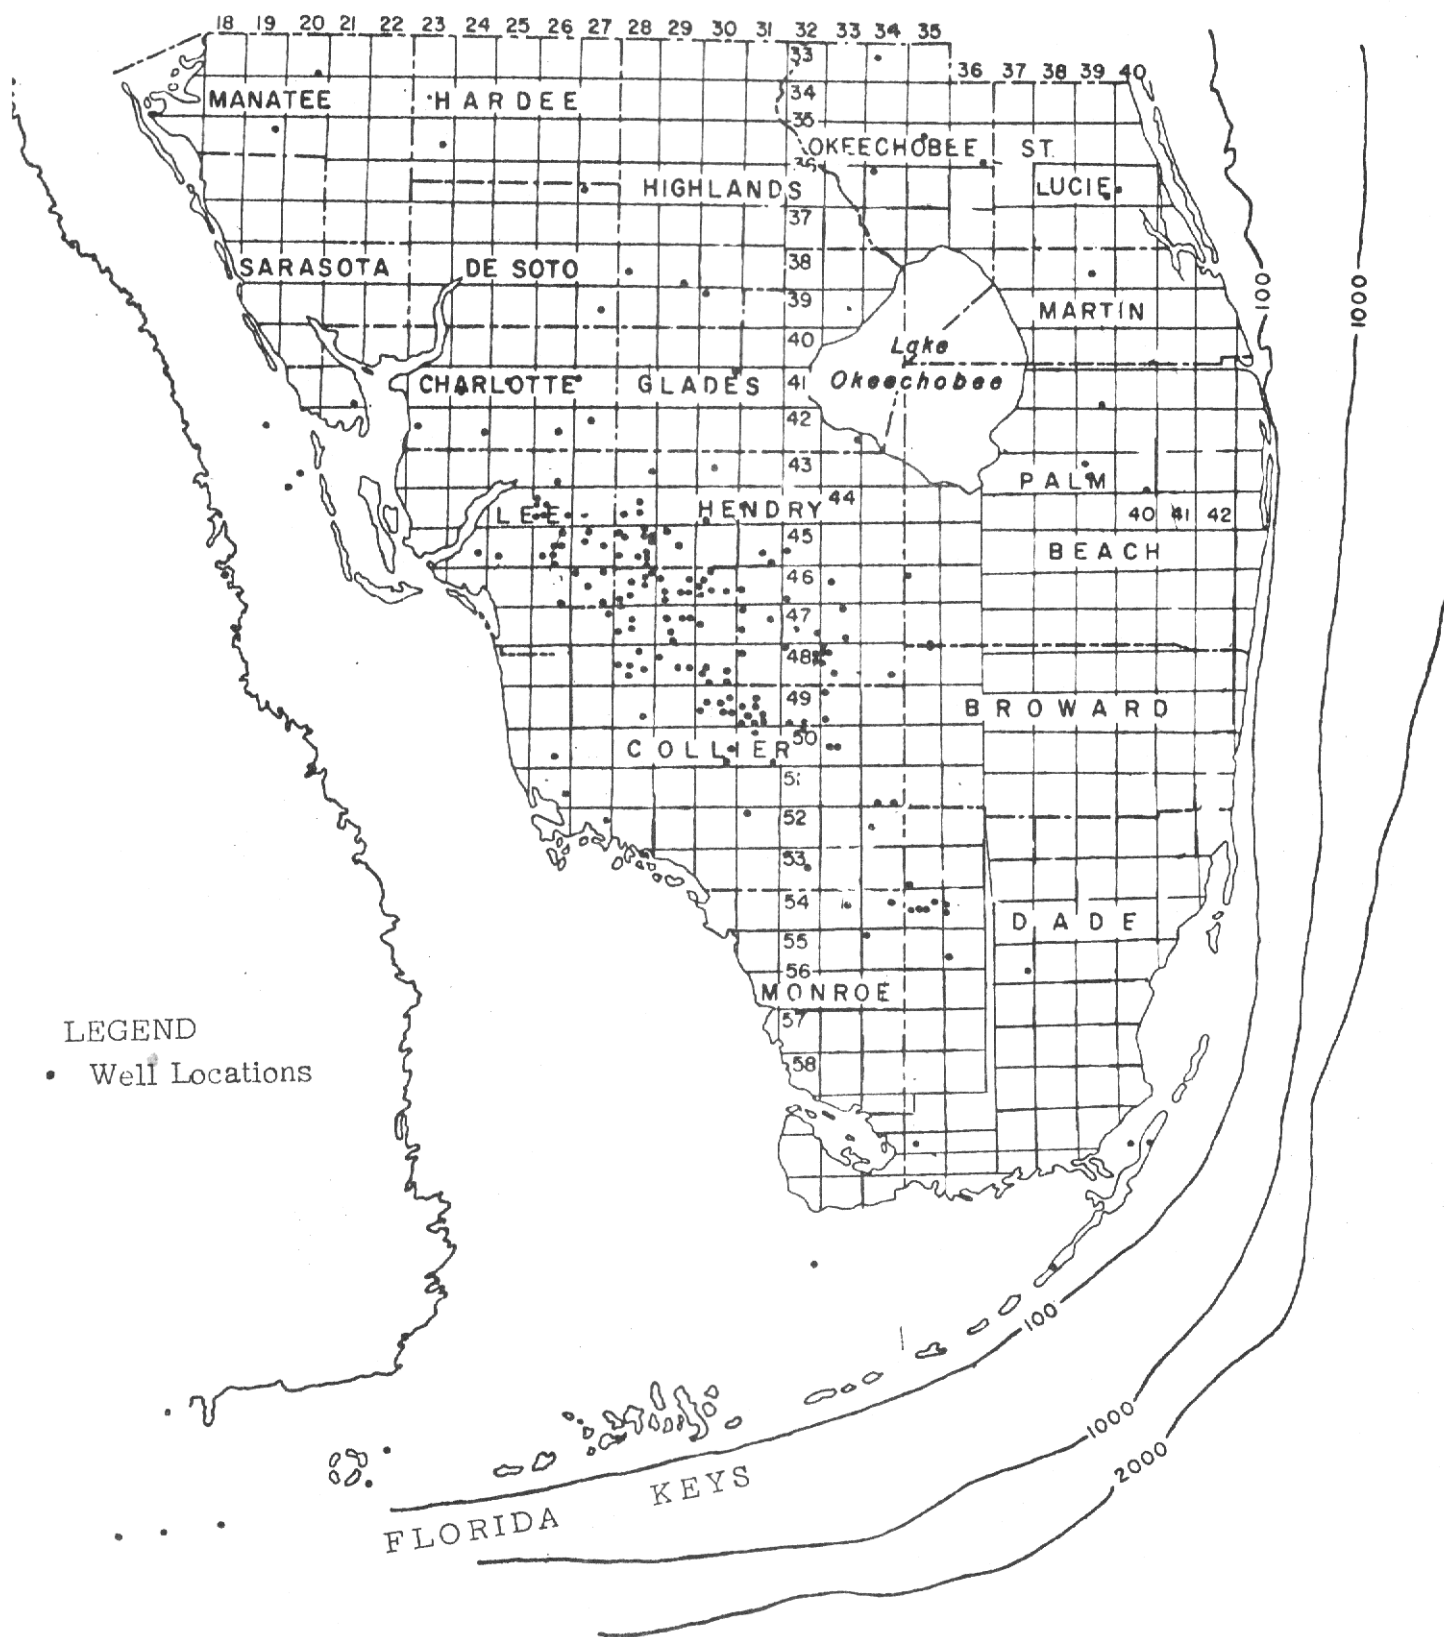 18 19 20 21 22 23 24 25 26 27 28 29 30 31 32 33 34 35
33
36 37 38 39 40
34
MANATEE HARDEE
35
OKEECHOBEE ST.
36
HIGHLANDS LUCIE
37
38
SARASOTA DE SOTO
39
MARTIN
100
1000
40
Lake
Okeechobee
CHARLOTTE GLADES 41
42
43
PALM
LEE HENDRY 44
40 41 42
45
BEACH
46
47
48
49
BROWARD
50
COLLIER
51
52
53
54
DADE
55
56
MONROE
57
58
LEGEND
• Well Locations
100
1000
2000
FLORIDA KEYS